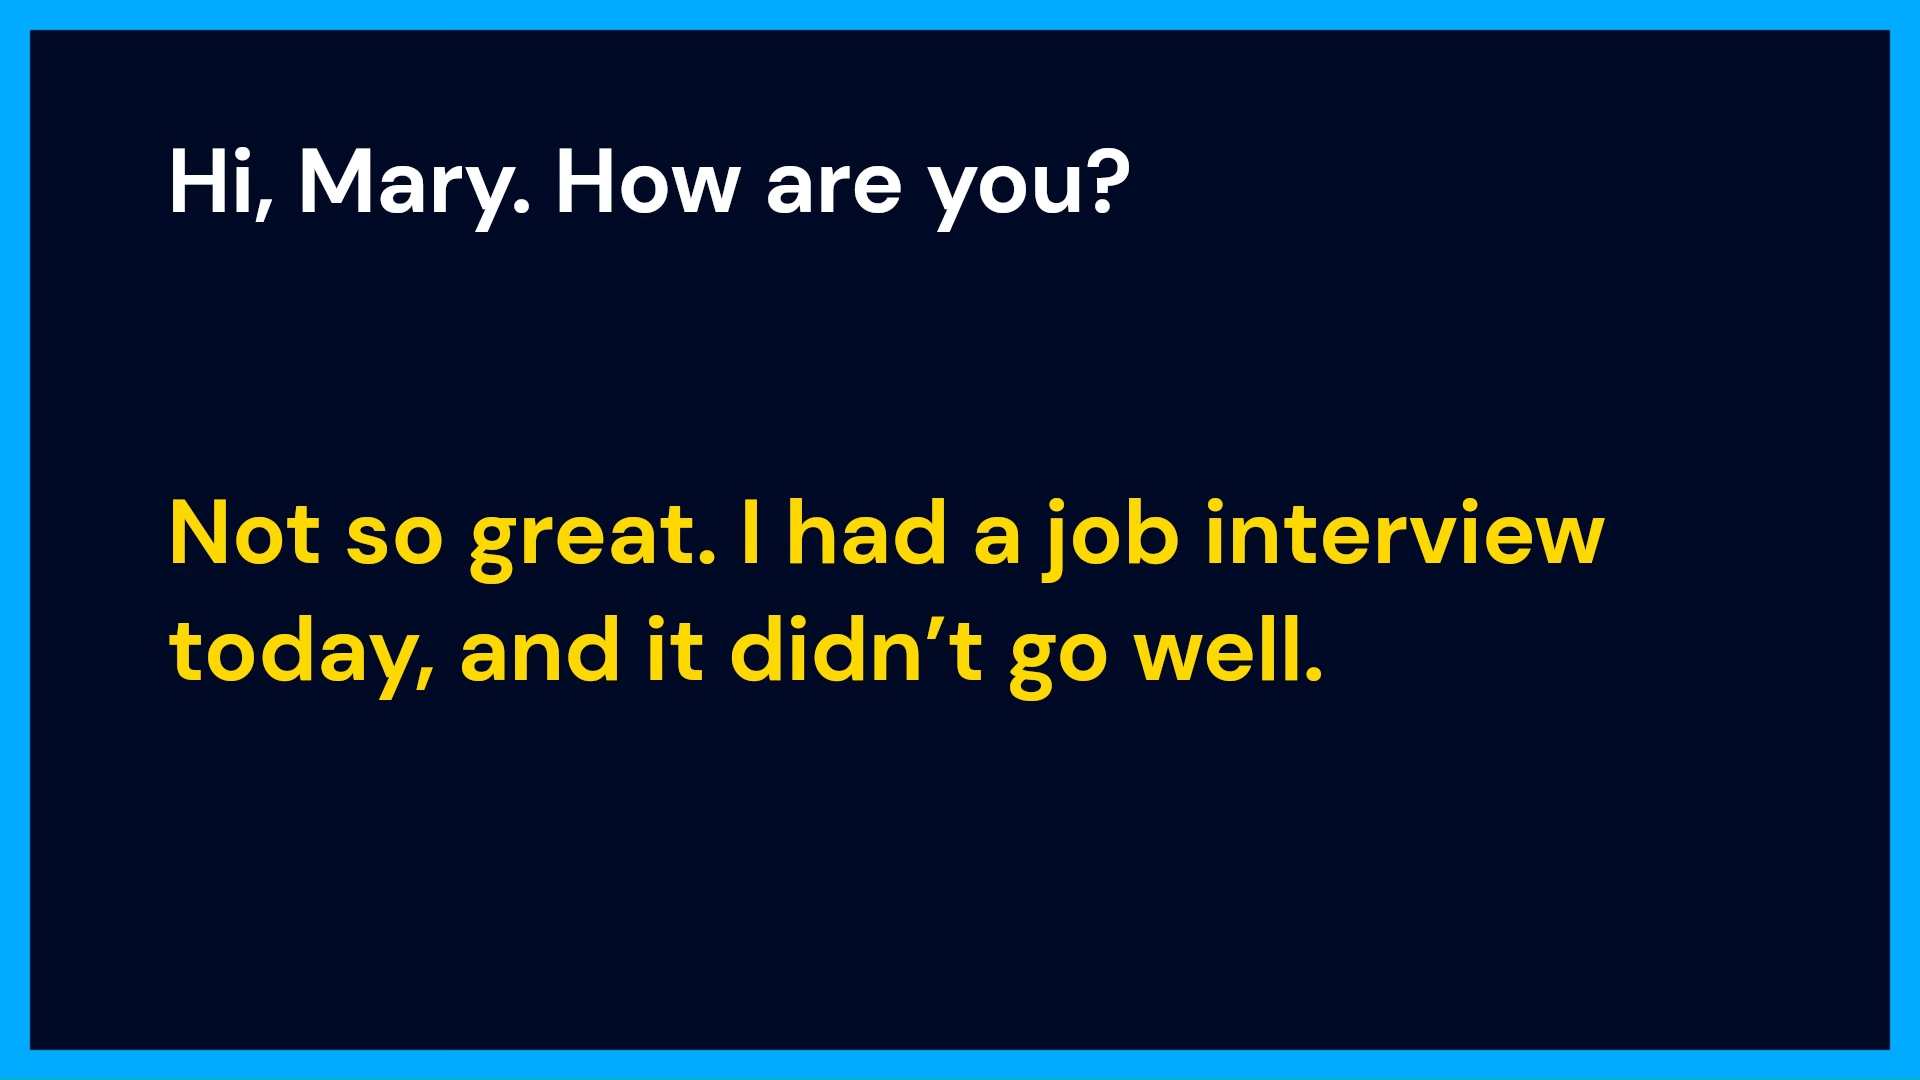 Hi, Mary. How are you?
Not so great. I had a job interview
today, and it didn’t go well.